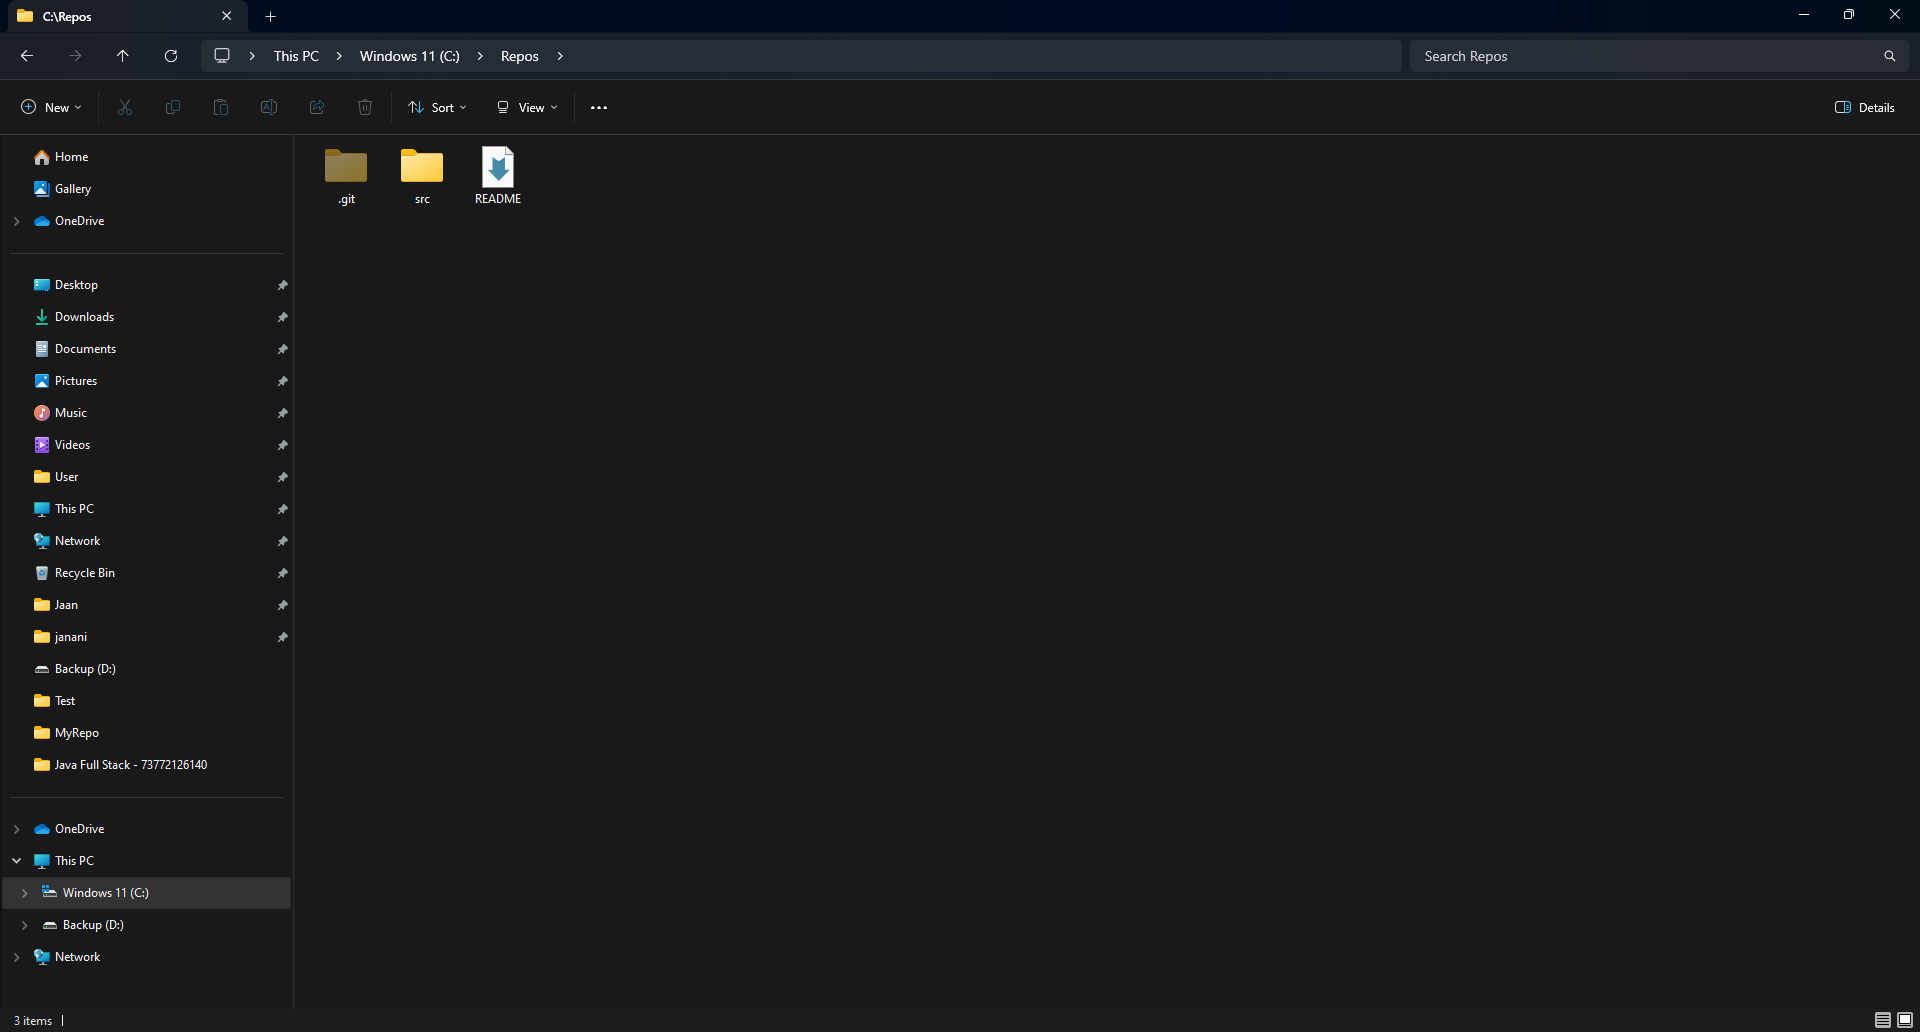 C:\Repos
This PC
Windows 11 (C:)
Repos
Search Repos
New
Sort
View
Details
Home
Gallery
OneDrive
Desktop
Downloads
Documents
Pictures
Music
Videos
User
This PC
Network
Recycle Bin
Jaan
janani
Backup (D:)
Test
MyRepo
Java Full Stack - 73772126140
OneDrive
This PC
Windows 11 (C:)
Backup (D:)
Network
.git
src
README
3 items